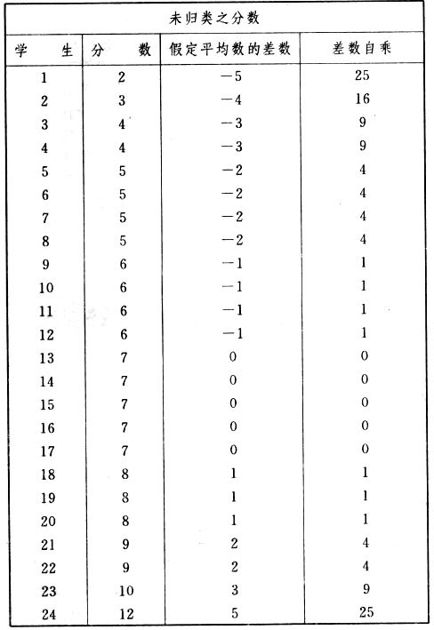 未归类之分数
学 生 分 数 假定平均数的差数 差数自乘
1 2 −5 25
2 3 −4 16
3 4 −3 9
4 4 −3 9
5 5 −2 4
6 5 −2 4
7 5 −2 4
8 5 −2 4
9 6 −1 1
10 6 −1 1
11 6 −1 1
12 6 −1 1
13 7 0 0
14 7 0 0
15 7 0 0
16 7 0 0
17 7 0 0
18 8 1 1
19 8 1 1
20 8 1 1
21 9 2 4
22 9 2 4
23 10 3 9
24 12 5 25